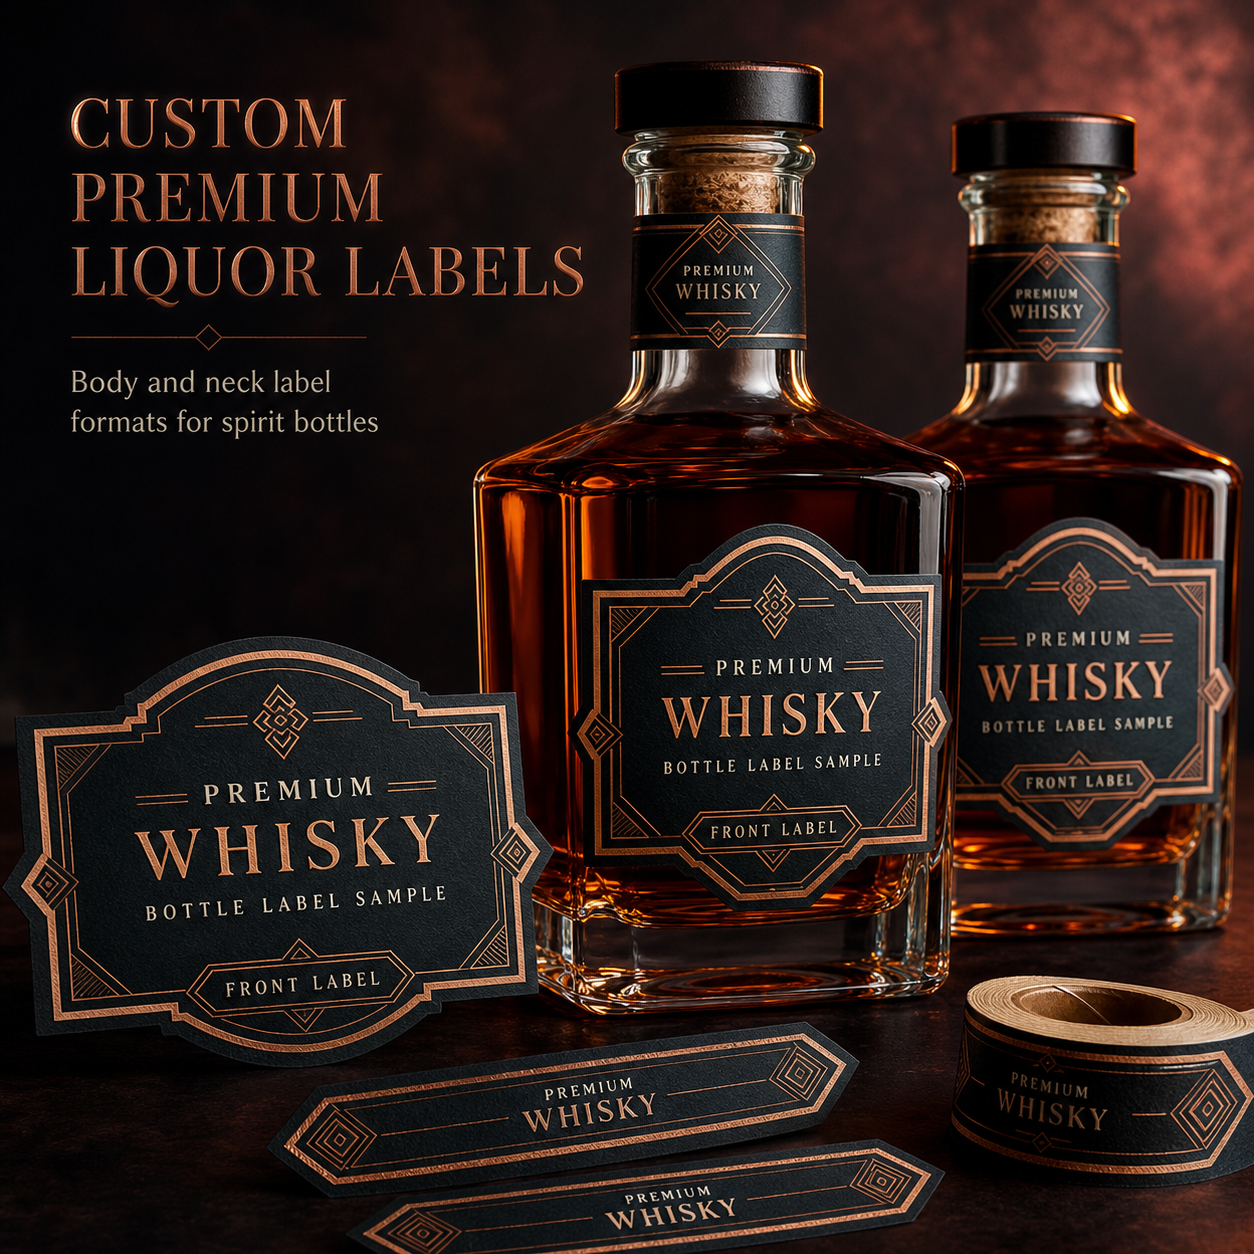 CUSTOM
PREMIUM
LIQUOR LABELS
Body and neck label
formats for spirit bottles
PREMIUM
WHISKY
PREMIUM
WHISKY
PREMIUM
WHISKY
BOTTLE LABEL SAMPLE
FRONT LABEL
PREMIUM
WHISKY
BOTTLE LABEL SAMPLE
FRONT LABEL
PREMIUM
WHISKY
BOTTLE LABEL SAMPLE
FRONT LABEL
PREMIUM
WHISKY
PREMIUM
WHISKY
PREMIUM
WHISKY